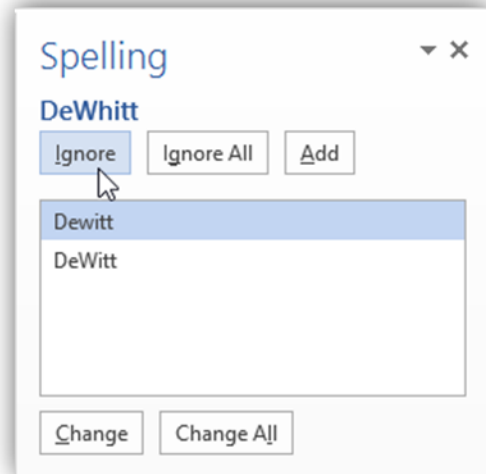 Spelling
DeWhitt
Ignore Ignore All Add
Dewitt
DeWitt
Change Change All